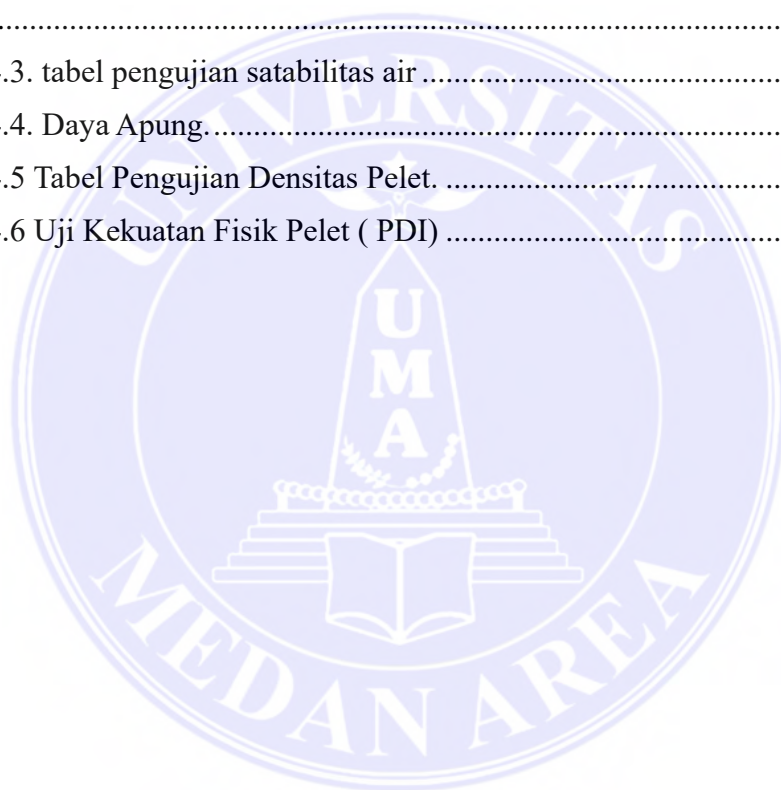 .3. tabel pengujian satabilitas air
.4. Daya Apung.
.5 Tabel Pengujian Densitas Pelet.
.6 Uji Kekuatan Fisik Pelet ( PDI)
UNIVERSITAS
U
M
A
MEDAN AREA